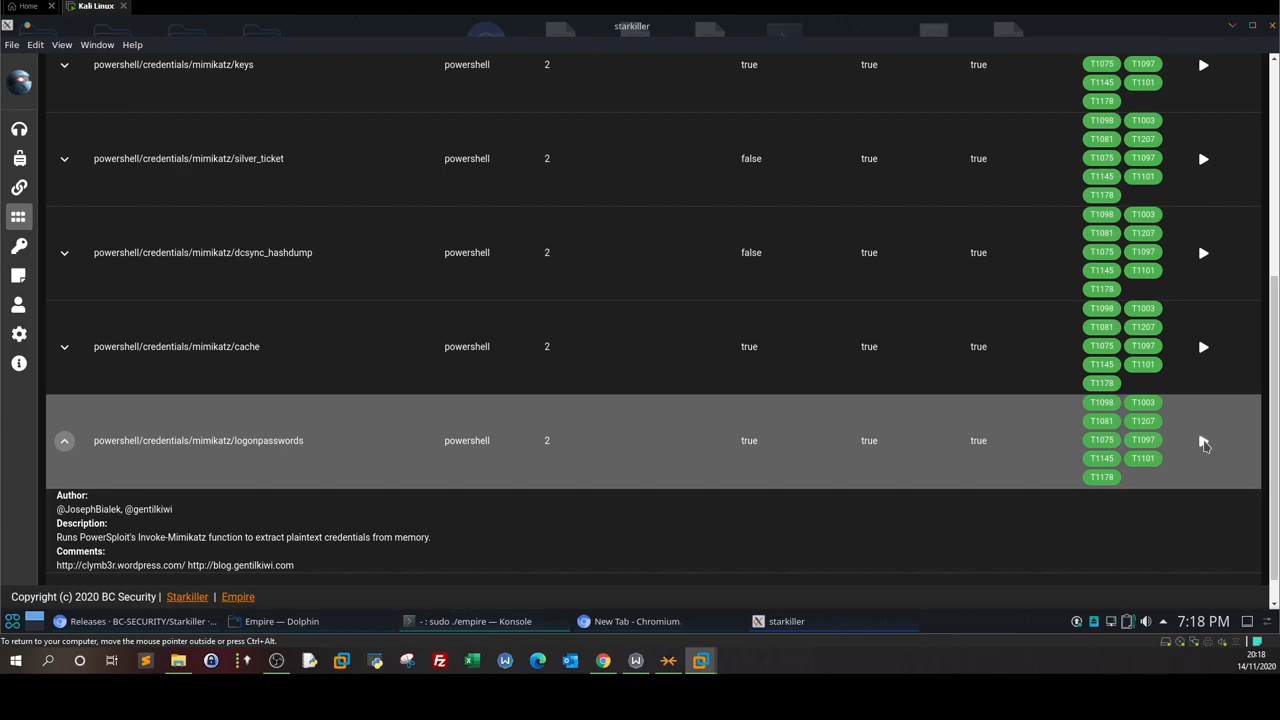 Home
Kali Linux
starkiller
File Edit View Window Help
powershell/credentials/mimikatz/keys powershell 2 true true true T1075 T1097
T1145 T1101
T1178
T1098 T1003
T1081 T1207
powershell/credentials/mimikatz/silver_ticket powershell 2 false true true T1075 T1097
T1145 T1101
T1178
T1098 T1003
T1081 T1207
powershell/credentials/mimikatz/dcsync_hashdump powershell 2 false true true T1075 T1097
T1145 T1101
T1178
T1098 T1003
T1081 T1207
powershell/credentials/mimikatz/cache powershell 2 true true true T1075 T1097
T1145 T1101
T1178
T1098 T1003
T1081 T1207
powershell/credentials/mimikatz/logonpasswords powershell 2 true true true T1075 T1097
T1145 T1101
T1178
Author:
@JosephBialek, @gentilkiwi
Description:
Runs PowerSploit's Invoke-Mimikatz function to extract plaintext credentials from memory.
Comments:
http://clymb3r.wordpress.com/ http://blog.gentilkiwi.com
Copyright (c) 2020 BC Security | Starkiller | Empire
Releases · BC-SECURITY/Starkiller ·... Empire — Dolphin - : sudo ./empire — Konsole New Tab - Chromium starkiller 7:18 PM
To return to your computer, move the mouse pointer outside or press Ctrl+Alt.
20:18
14/11/2020